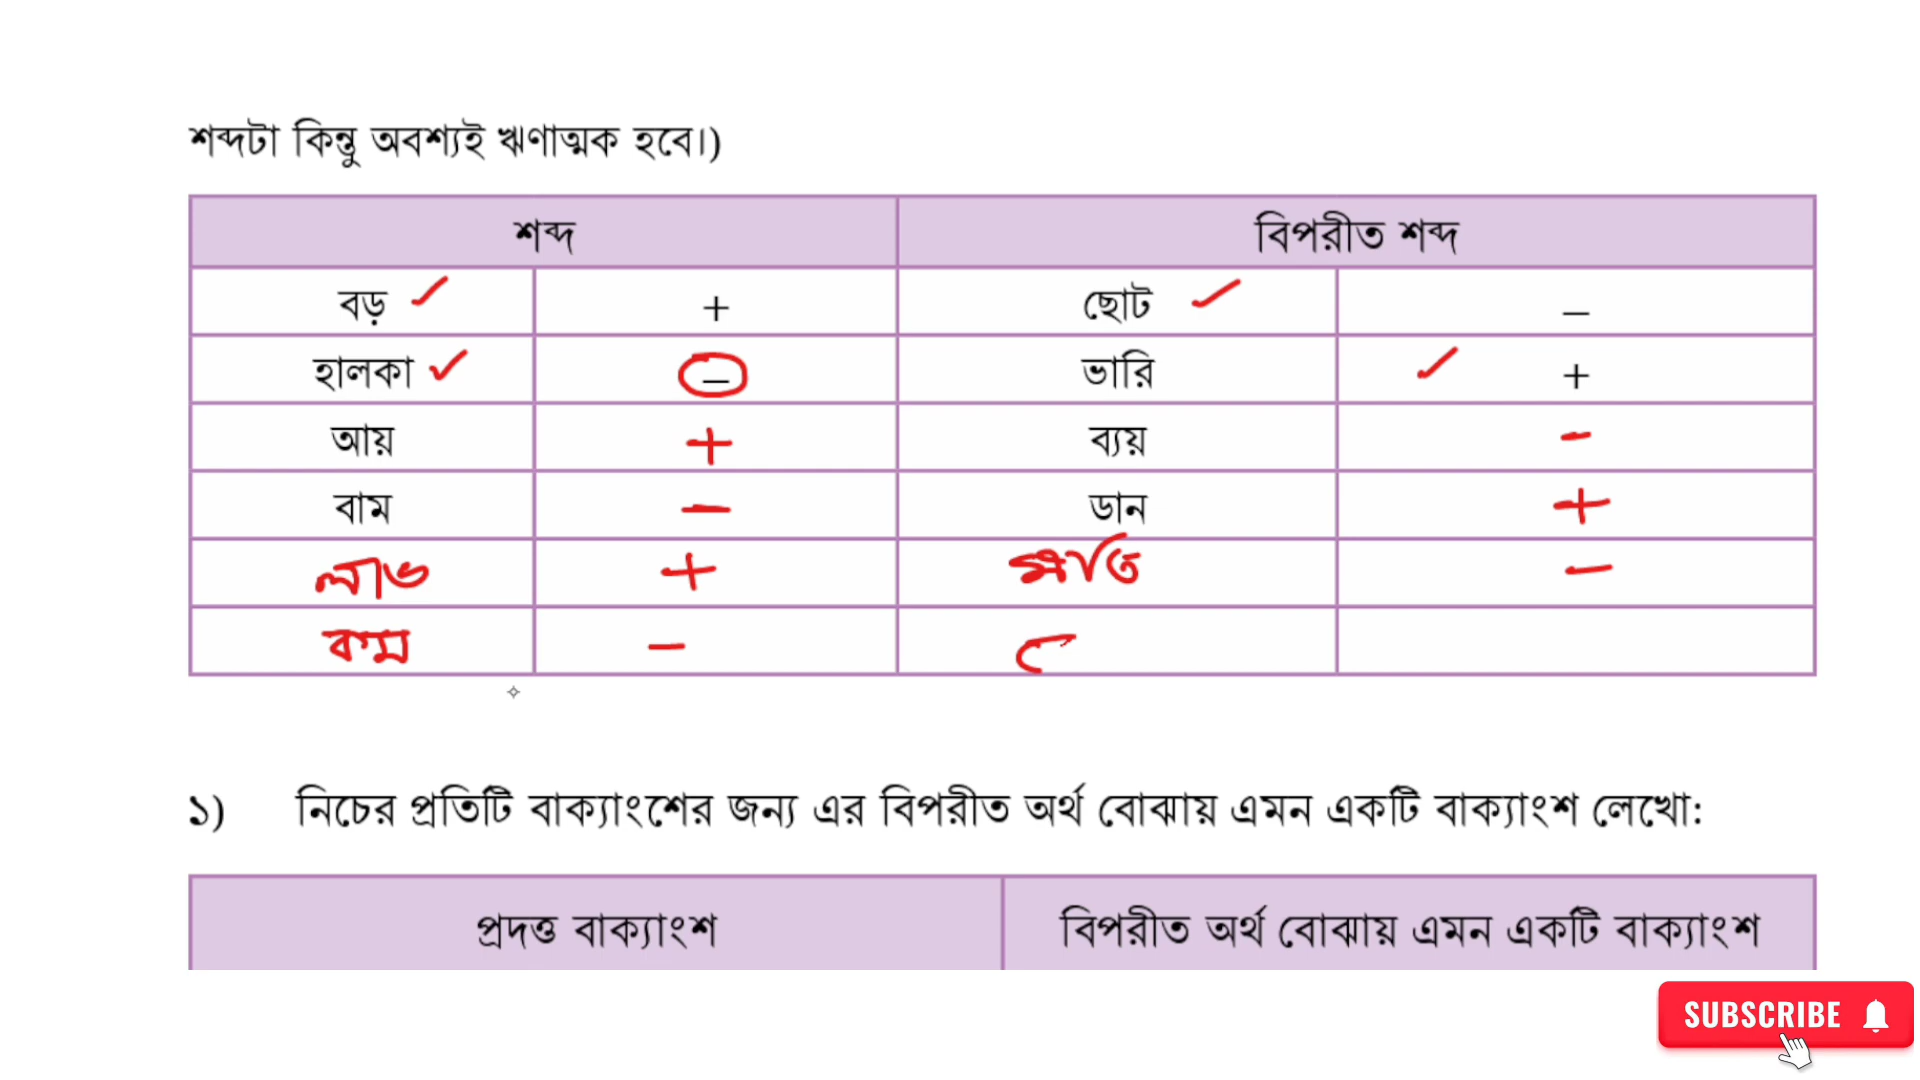 শব্দটা কিন্তু অবশ্যই ঋণাত্মক হবে।)
শব্দ বিপরীত শব্দ
বড় + ছোট –
হালকা – ভারি +
আয় + ব্যয় -
বাম - ডান +
লাভ + -
কম -
১) নিচের প্রতিটি বাক্যাংশের জন্য এর বিপরীত অর্থ বোঝায় এমন একটি বাক্যাংশ লেখো:
প্রদত্ত বাক্যাংশ বিপরীত অর্থ বোঝায় এমন একটি বাক্যাংশ
SUBSCRIBE